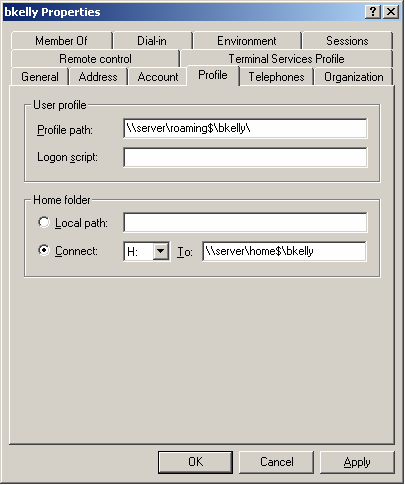 bkelly Properties
Member Of Dial-in Environment Sessions
Remote control Terminal Services Profile
General Address Account Profile Telephones Organization
User profile
Profile path: \\server\roaming$\bkelly\
Logon script:
Home folder
Local path:
Connect: H: To: \\server\home$\bkelly
OK Cancel Apply